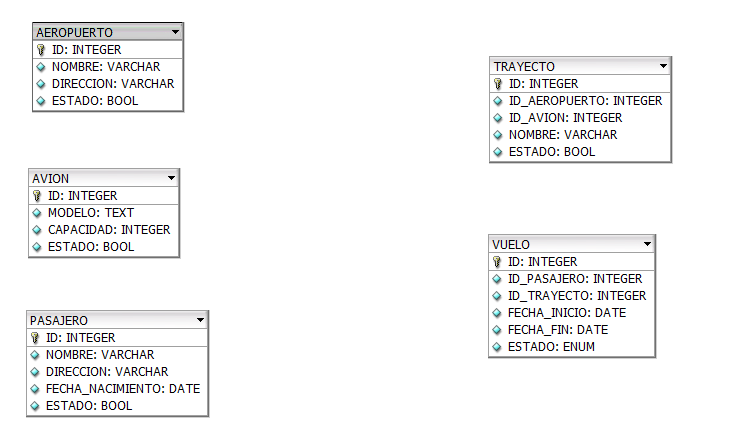 AEROPUERTO
ID: INTEGER
NOMBRE: VARCHAR
DIRECCION: VARCHAR
ESTADO: BOOL
AVION
ID: INTEGER
MODELO: TEXT
CAPACIDAD: INTEGER
ESTADO: BOOL
PASAJERO
ID: INTEGER
NOMBRE: VARCHAR
DIRECCION: VARCHAR
FECHA_NACIMIENTO: DATE
ESTADO: BOOL
TRAYECTO
ID: INTEGER
ID_AEROPUERTO: INTEGER
ID_AVION: INTEGER
NOMBRE: VARCHAR
ESTADO: BOOL
VUELO
ID: INTEGER
ID_PASAJERO: INTEGER
ID_TRAYECTO: INTEGER
FECHA_INICIO: DATE
FECHA_FIN: DATE
ESTADO: ENUM